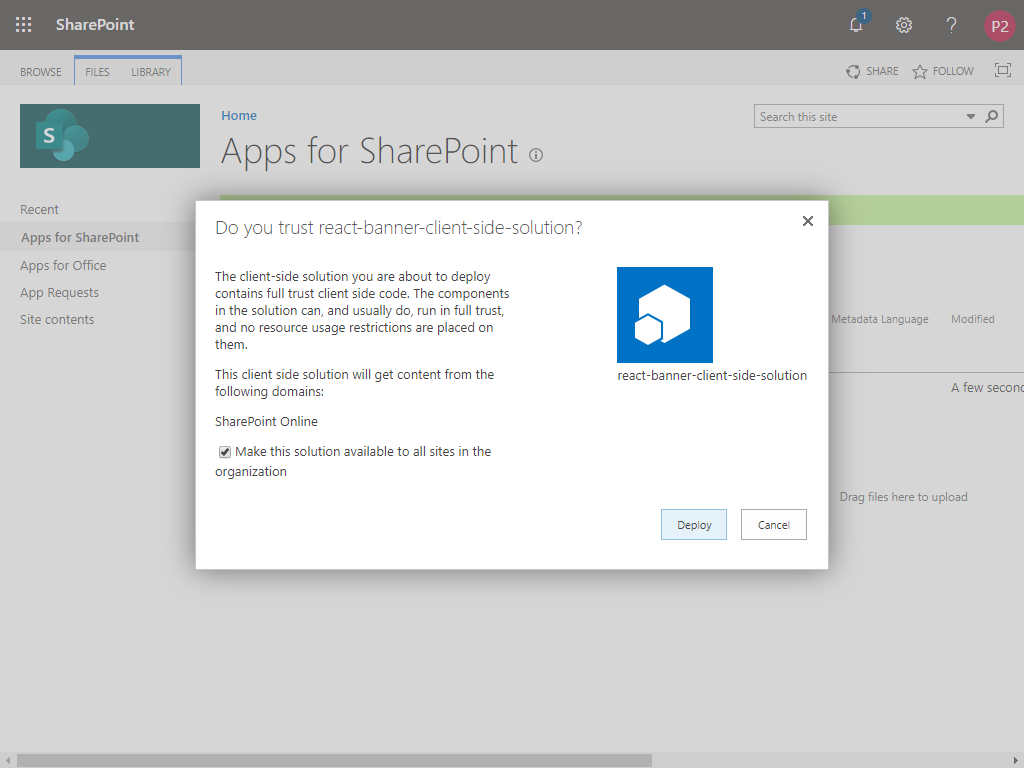 SharePoint
1
?
P2
BROWSE
FILES
LIBRARY
SHARE
FOLLOW
S
Home
Search this site
Apps for SharePoint
Recent
Apps for SharePoint
Apps for Office
App Requests
Site contents
Do you trust react-banner-client-side-solution?
The client-side solution you are about to deploy
contains full trust client side code. The components
in the solution can, and usually do, run in full trust,
and no resource usage restrictions are placed on
them.
This client side solution will get content from the
following domains:
SharePoint Online
Make this solution available to all sites in the
organization
react-banner-client-side-solution
Deploy
Cancel
Metadata Language
Modified
A few second
Drag files here to upload